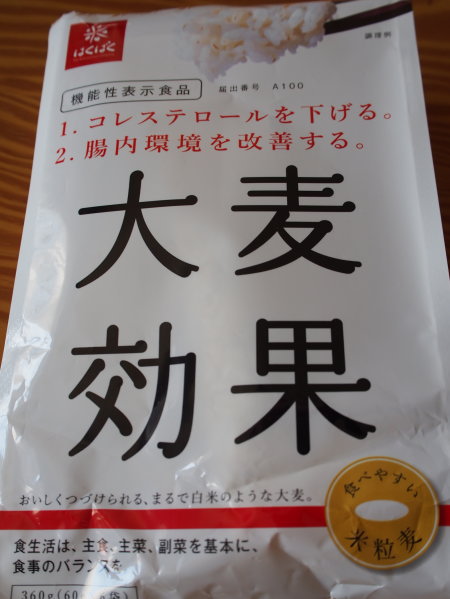 はくばく
調理例
機能性表示食品 届出番号 A100
1. コレステロールを下げる。
2. 腸内環境を改善する。
大麦
効果
おいしくつづけられる、まるで白米のような大麦。
食べやすい
米粒麦
食生活は、主食、主菜、副菜を基本に、
食事のバランスを
360g(60
袋)